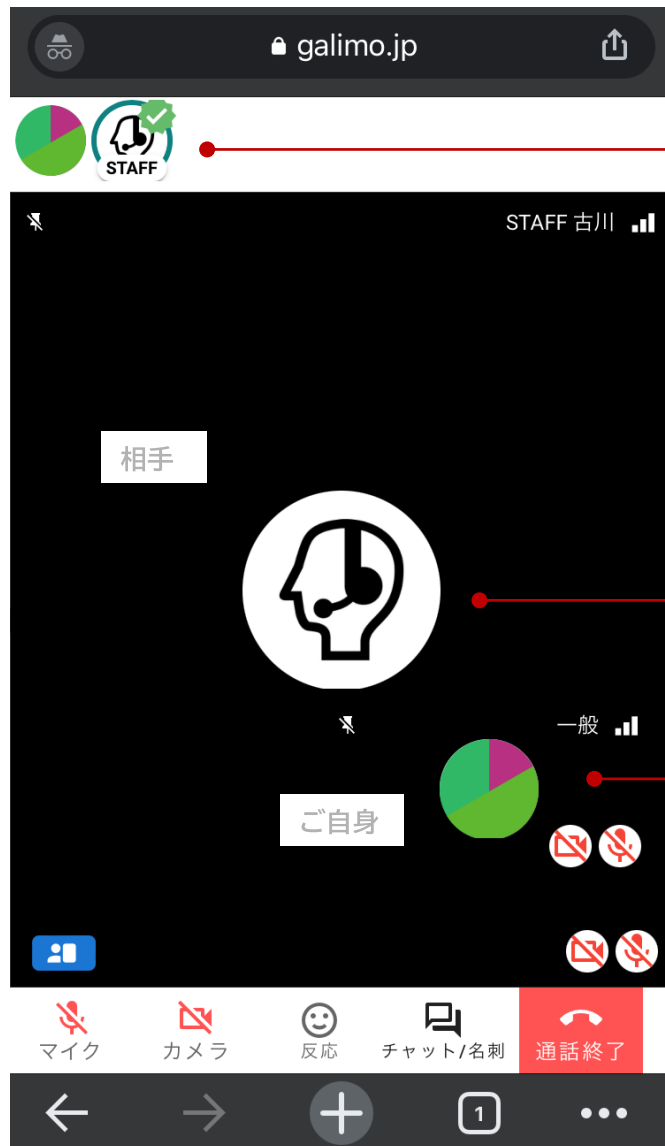 galimo.jp
STAFF
STAFF 古川
相手
一般
ご自身
マイク
カメラ
反応
チャット/名刺
通話終了
1